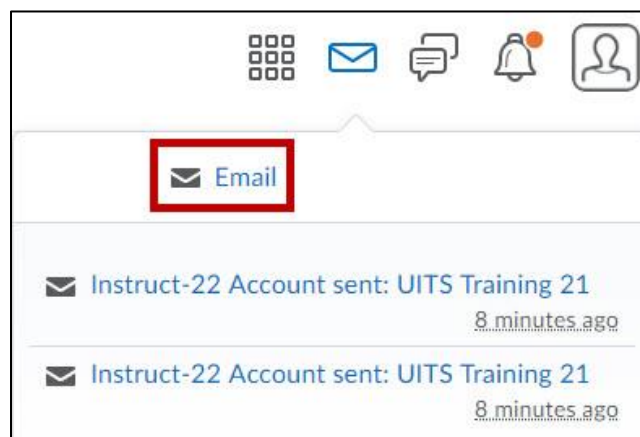 Email
Instruct-22 Account sent: UITS Training 21
8 minutes ago
Instruct-22 Account sent: UITS Training 21
8 minutes ago